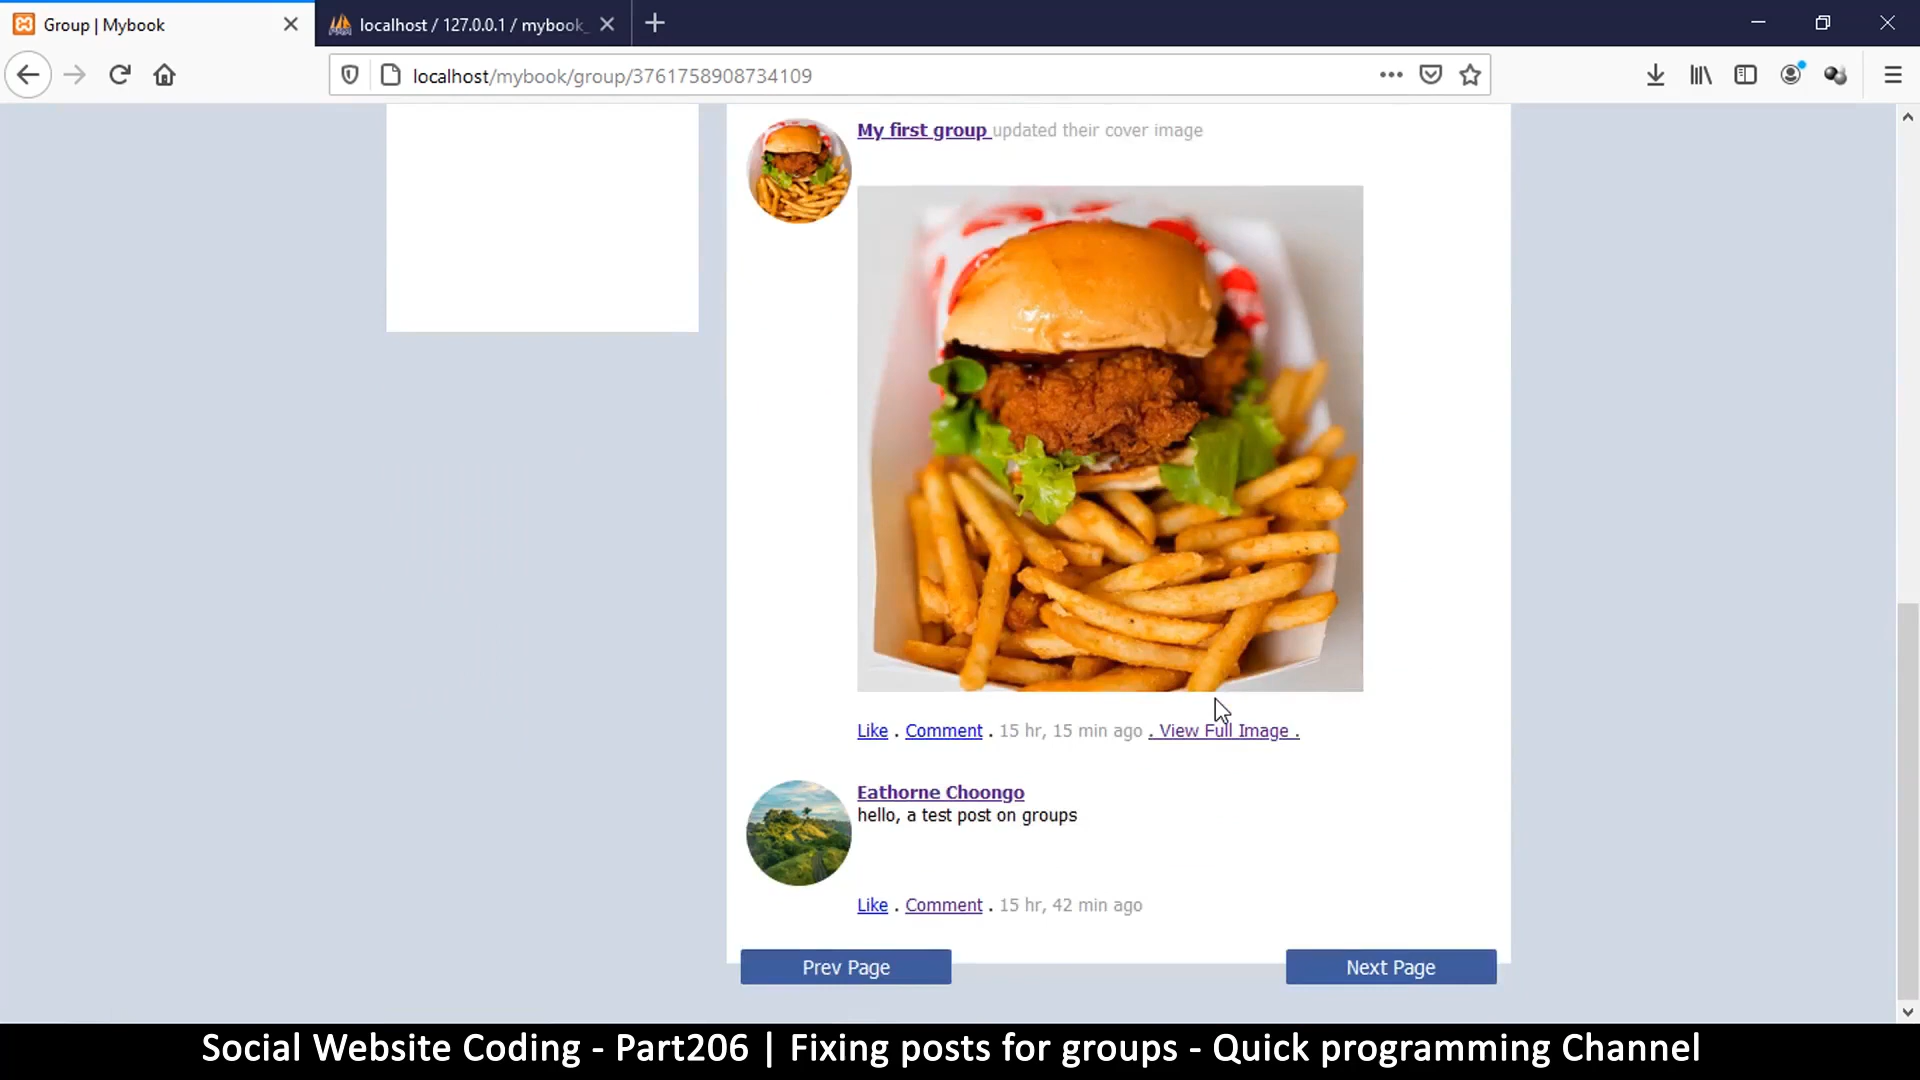 Group | Mybook
localhost / 127.0.0.1 / mybook_
localhost/mybook/group/3761758908734109
My first group updated their cover image
Like . Comment . 15 hr, 15 min ago . View Full Image .
Eathorne Choongo
hello, a test post on groups
Like . Comment . 15 hr, 42 min ago
Prev Page
Next Page
Social Website Coding - Part206 | Fixing posts for groups - Quick programming Channel